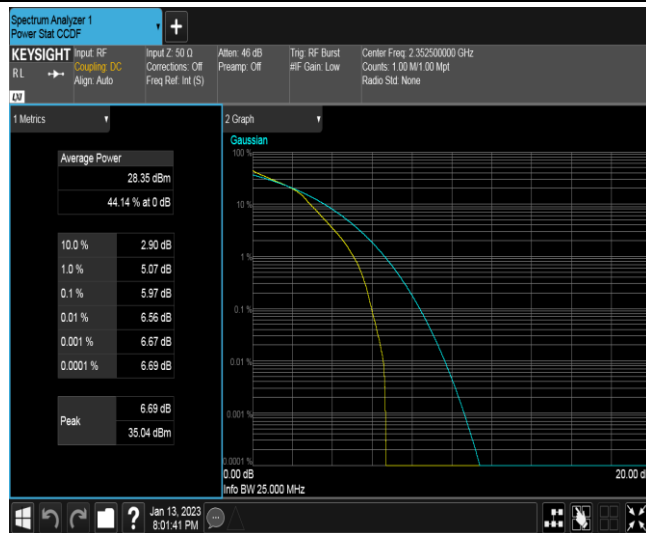 Spectrum Analyzer 1
Power Stat CCDF
+
KEYSIGHT
RL
Input: RF
Coupling: DC
Align: Auto
Input Z: 50 Ω
Corrections: Off
Freq Ref: Int (S)
Atten: 46 dB
Preamp: Off
Trig: RF Burst
#IF Gain: Low
Center Freq: 2.352500000 GHz
Counts: 1.00 M/1.00 Mpt
Radio Std: None
1 Metrics
Average Power
28.35 dBm
44.14 % at 0 dB
10.0 % 2.90 dB
1.0 % 5.07 dB
0.1 % 5.97 dB
0.01 % 6.56 dB
0.001 % 6.67 dB
0.0001 % 6.69 dB
Peak
6.69 dB
35.04 dBm
2 Graph
Gaussian
100 %
10 %
1 %
0.1 %
0.01 %
0.001 %
0.0001 %
0.00 dB
20.00 d
Info BW 25.000 MHz
?
Jan 13, 2023
8:01:41 PM